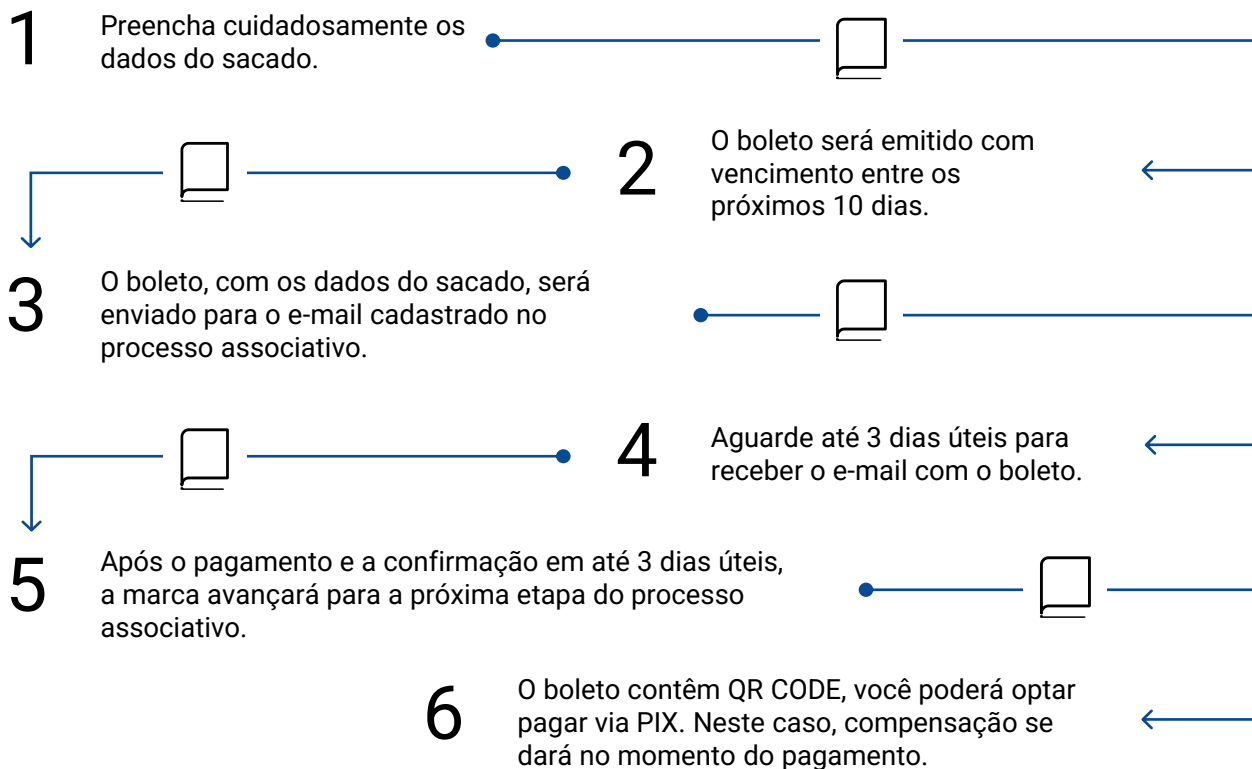 1
Preencha cuidadosamente os
dados do sacado.
2
O boleto será emitido com
vencimento entre os
próximos 10 dias.
3
O boleto, com os dados do sacado, será
enviado para o e-mail cadastrado no
processo associativo.
4
Aguarde até 3 dias úteis para
receber o e-mail com o boleto.
5
Após o pagamento e a confirmação em até 3 dias úteis,
a marca avançará para a próxima etapa do processo
associativo.
6
O boleto contêm QR CODE, você poderá optar
pagar via PIX. Neste caso, compensação se
dará no momento do pagamento.